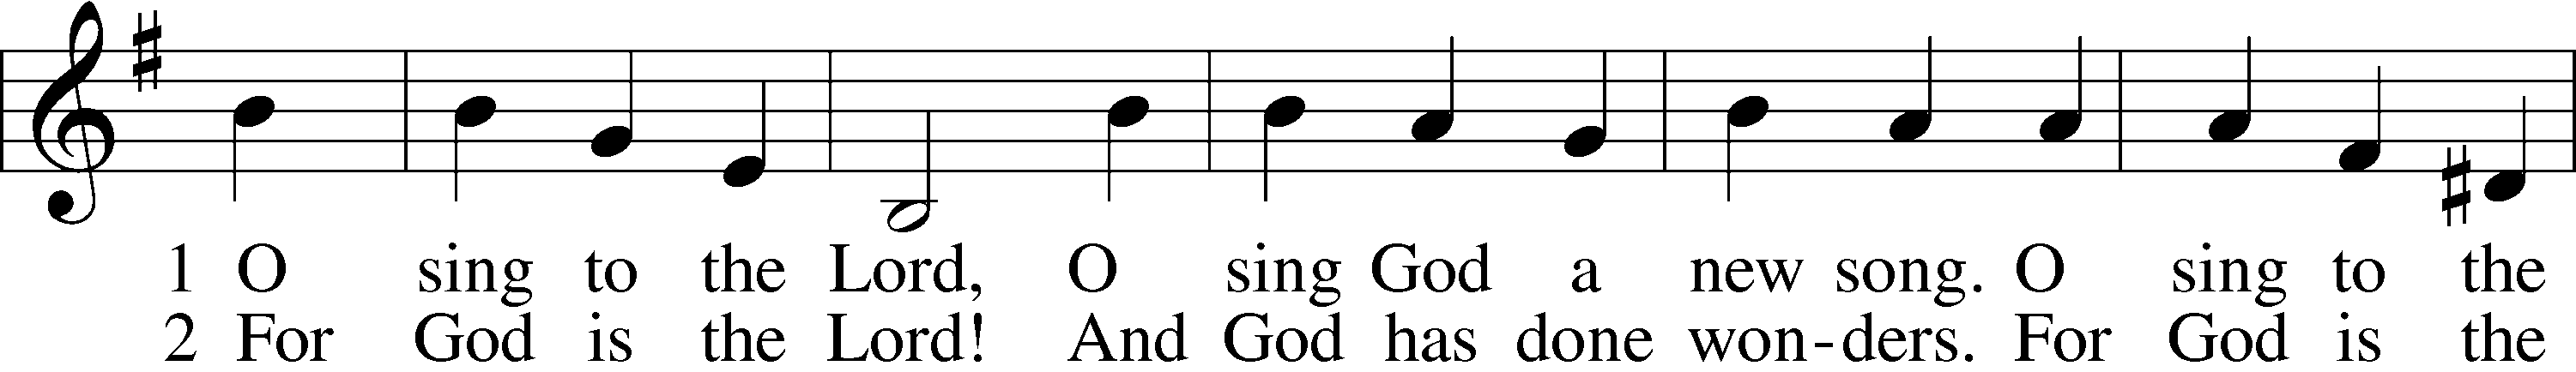 1 O sing to the Lord, O sing God a new song. O sing to the
2 For God is the Lord! And God has done won-ders. For God is the